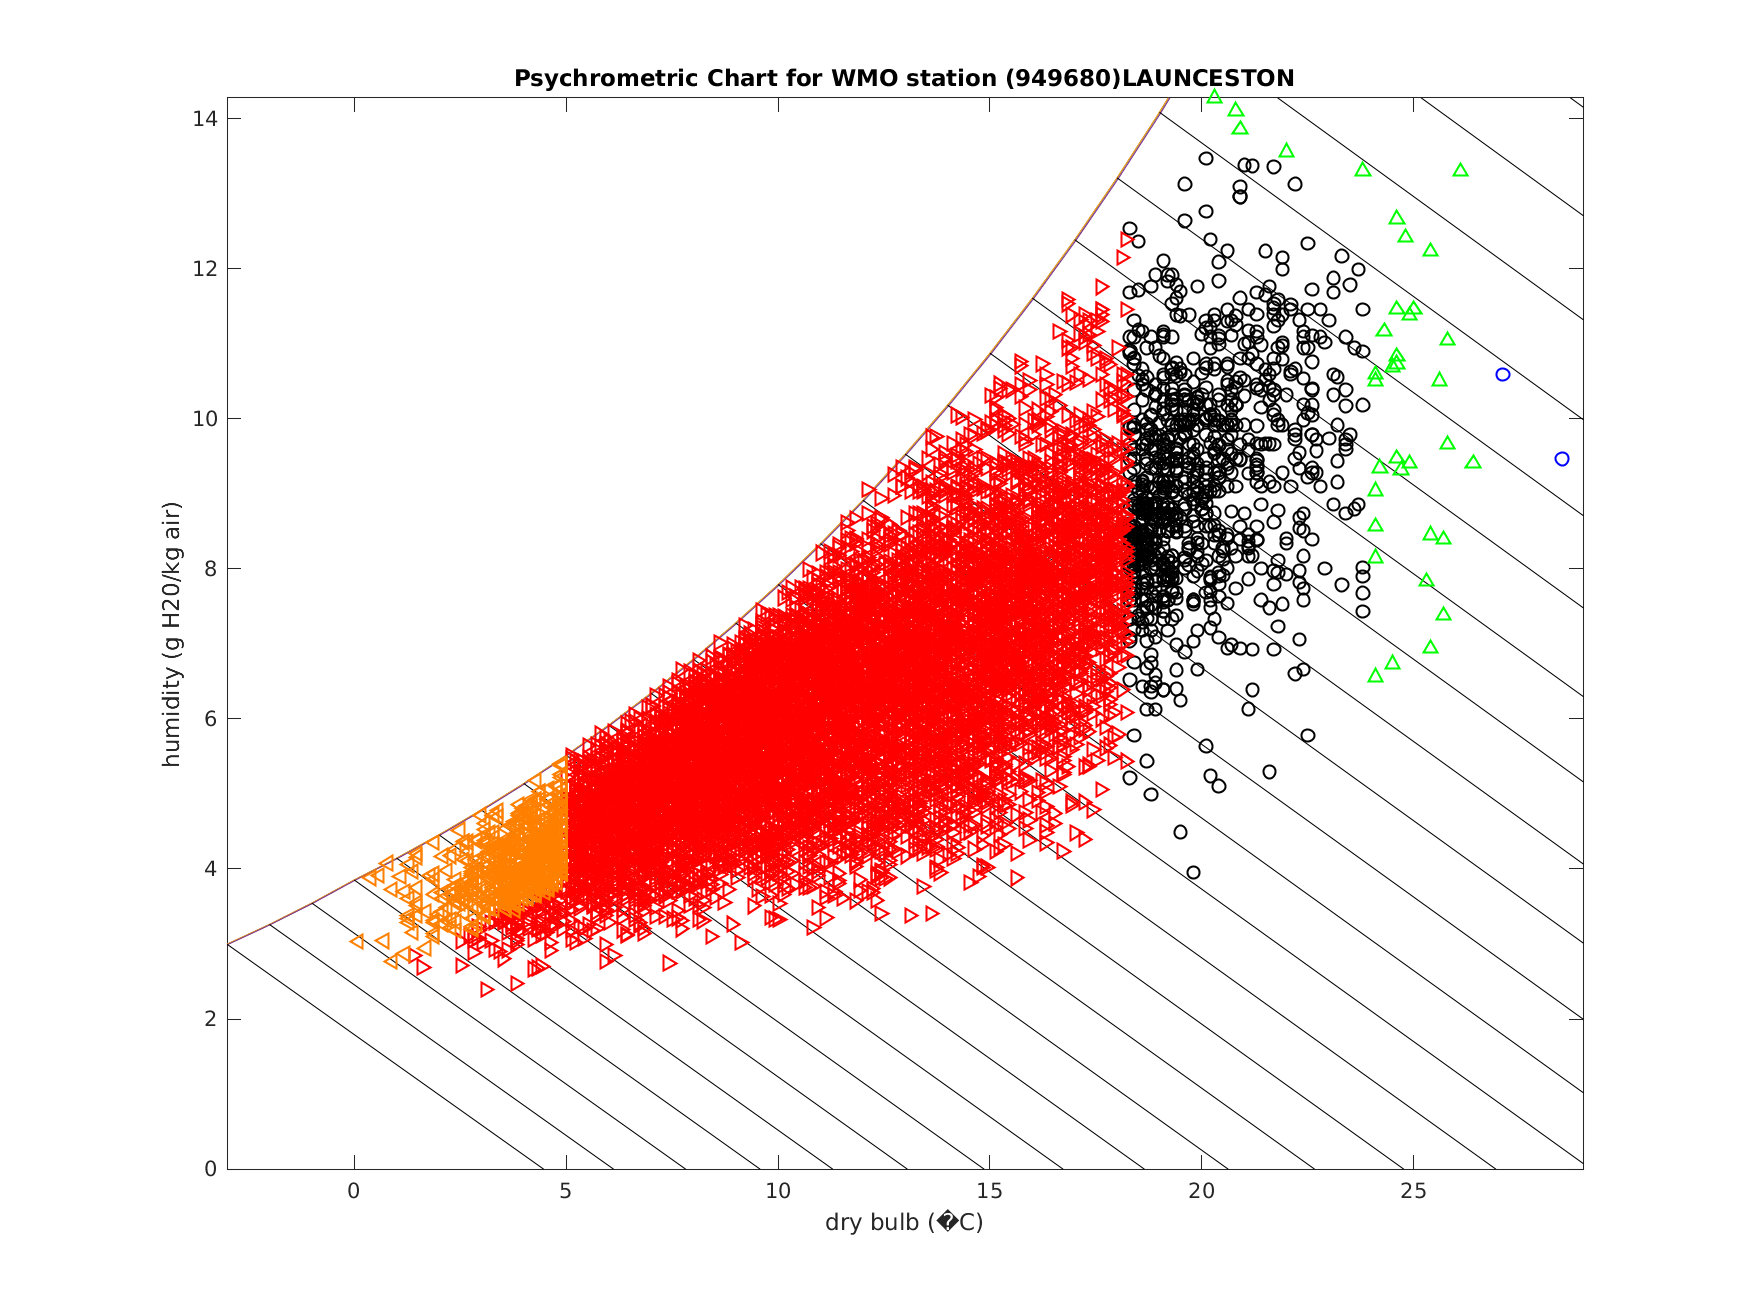 Psychrometric Chart for WMO station (949680)LAUNCESTON
humidity (g H20/kg air)
14
12
10
8
6
4
2
0
0 5 10 15 20 25
dry bulb (�C)